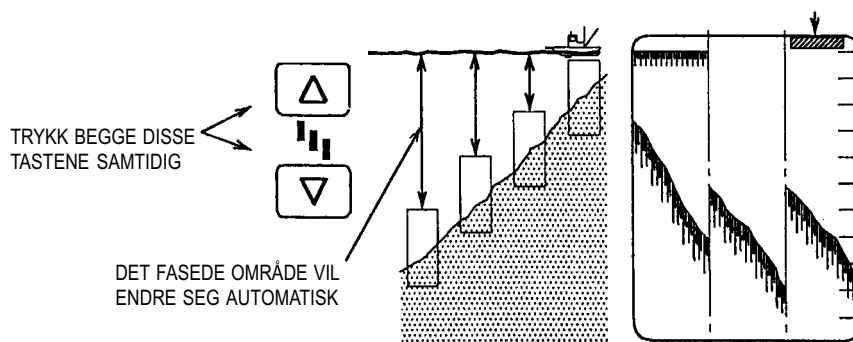 TRYKK BEGGE DISSE
TASTENE SAMTIDIG
DET FASEDE OMRÅDE VIL
ENDRE SEG AUTOMATISK